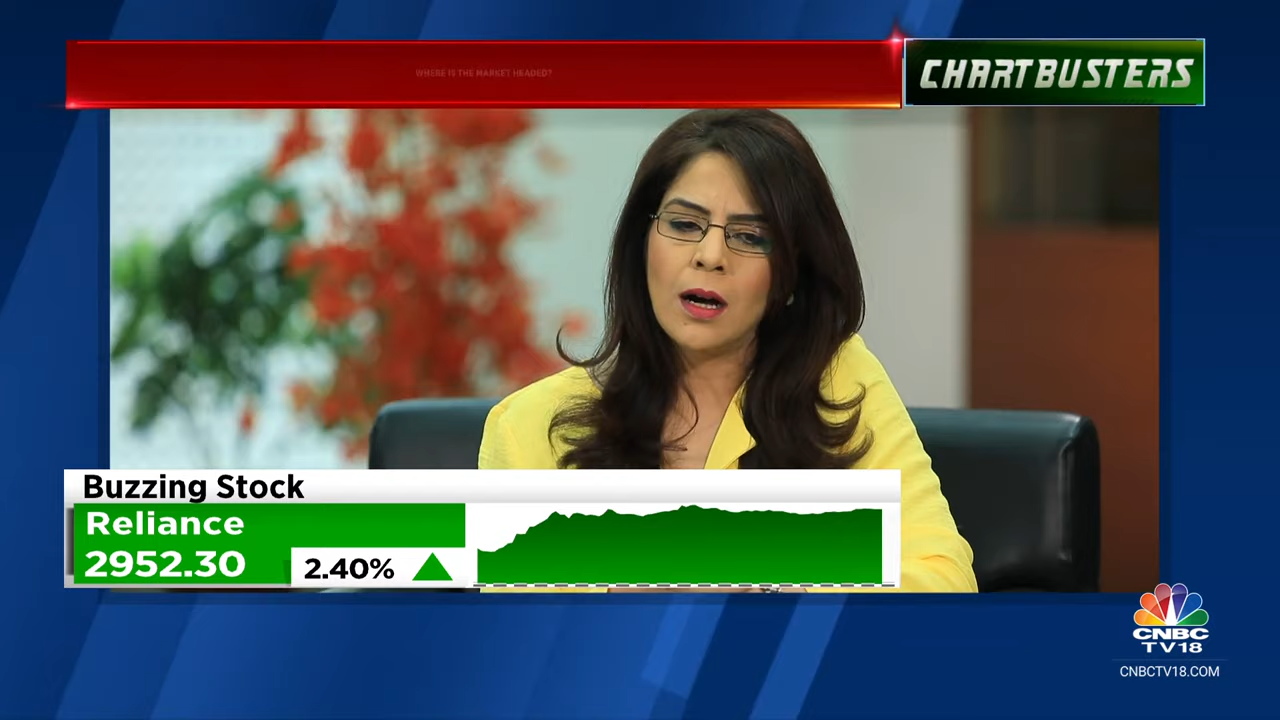 WHERE IS THE MARKET HEADED?
CHARTBUSTERS
Buzzing Stock
Reliance
2952.30
2.40%
CNBC
TV18
CNBCTV18.COM